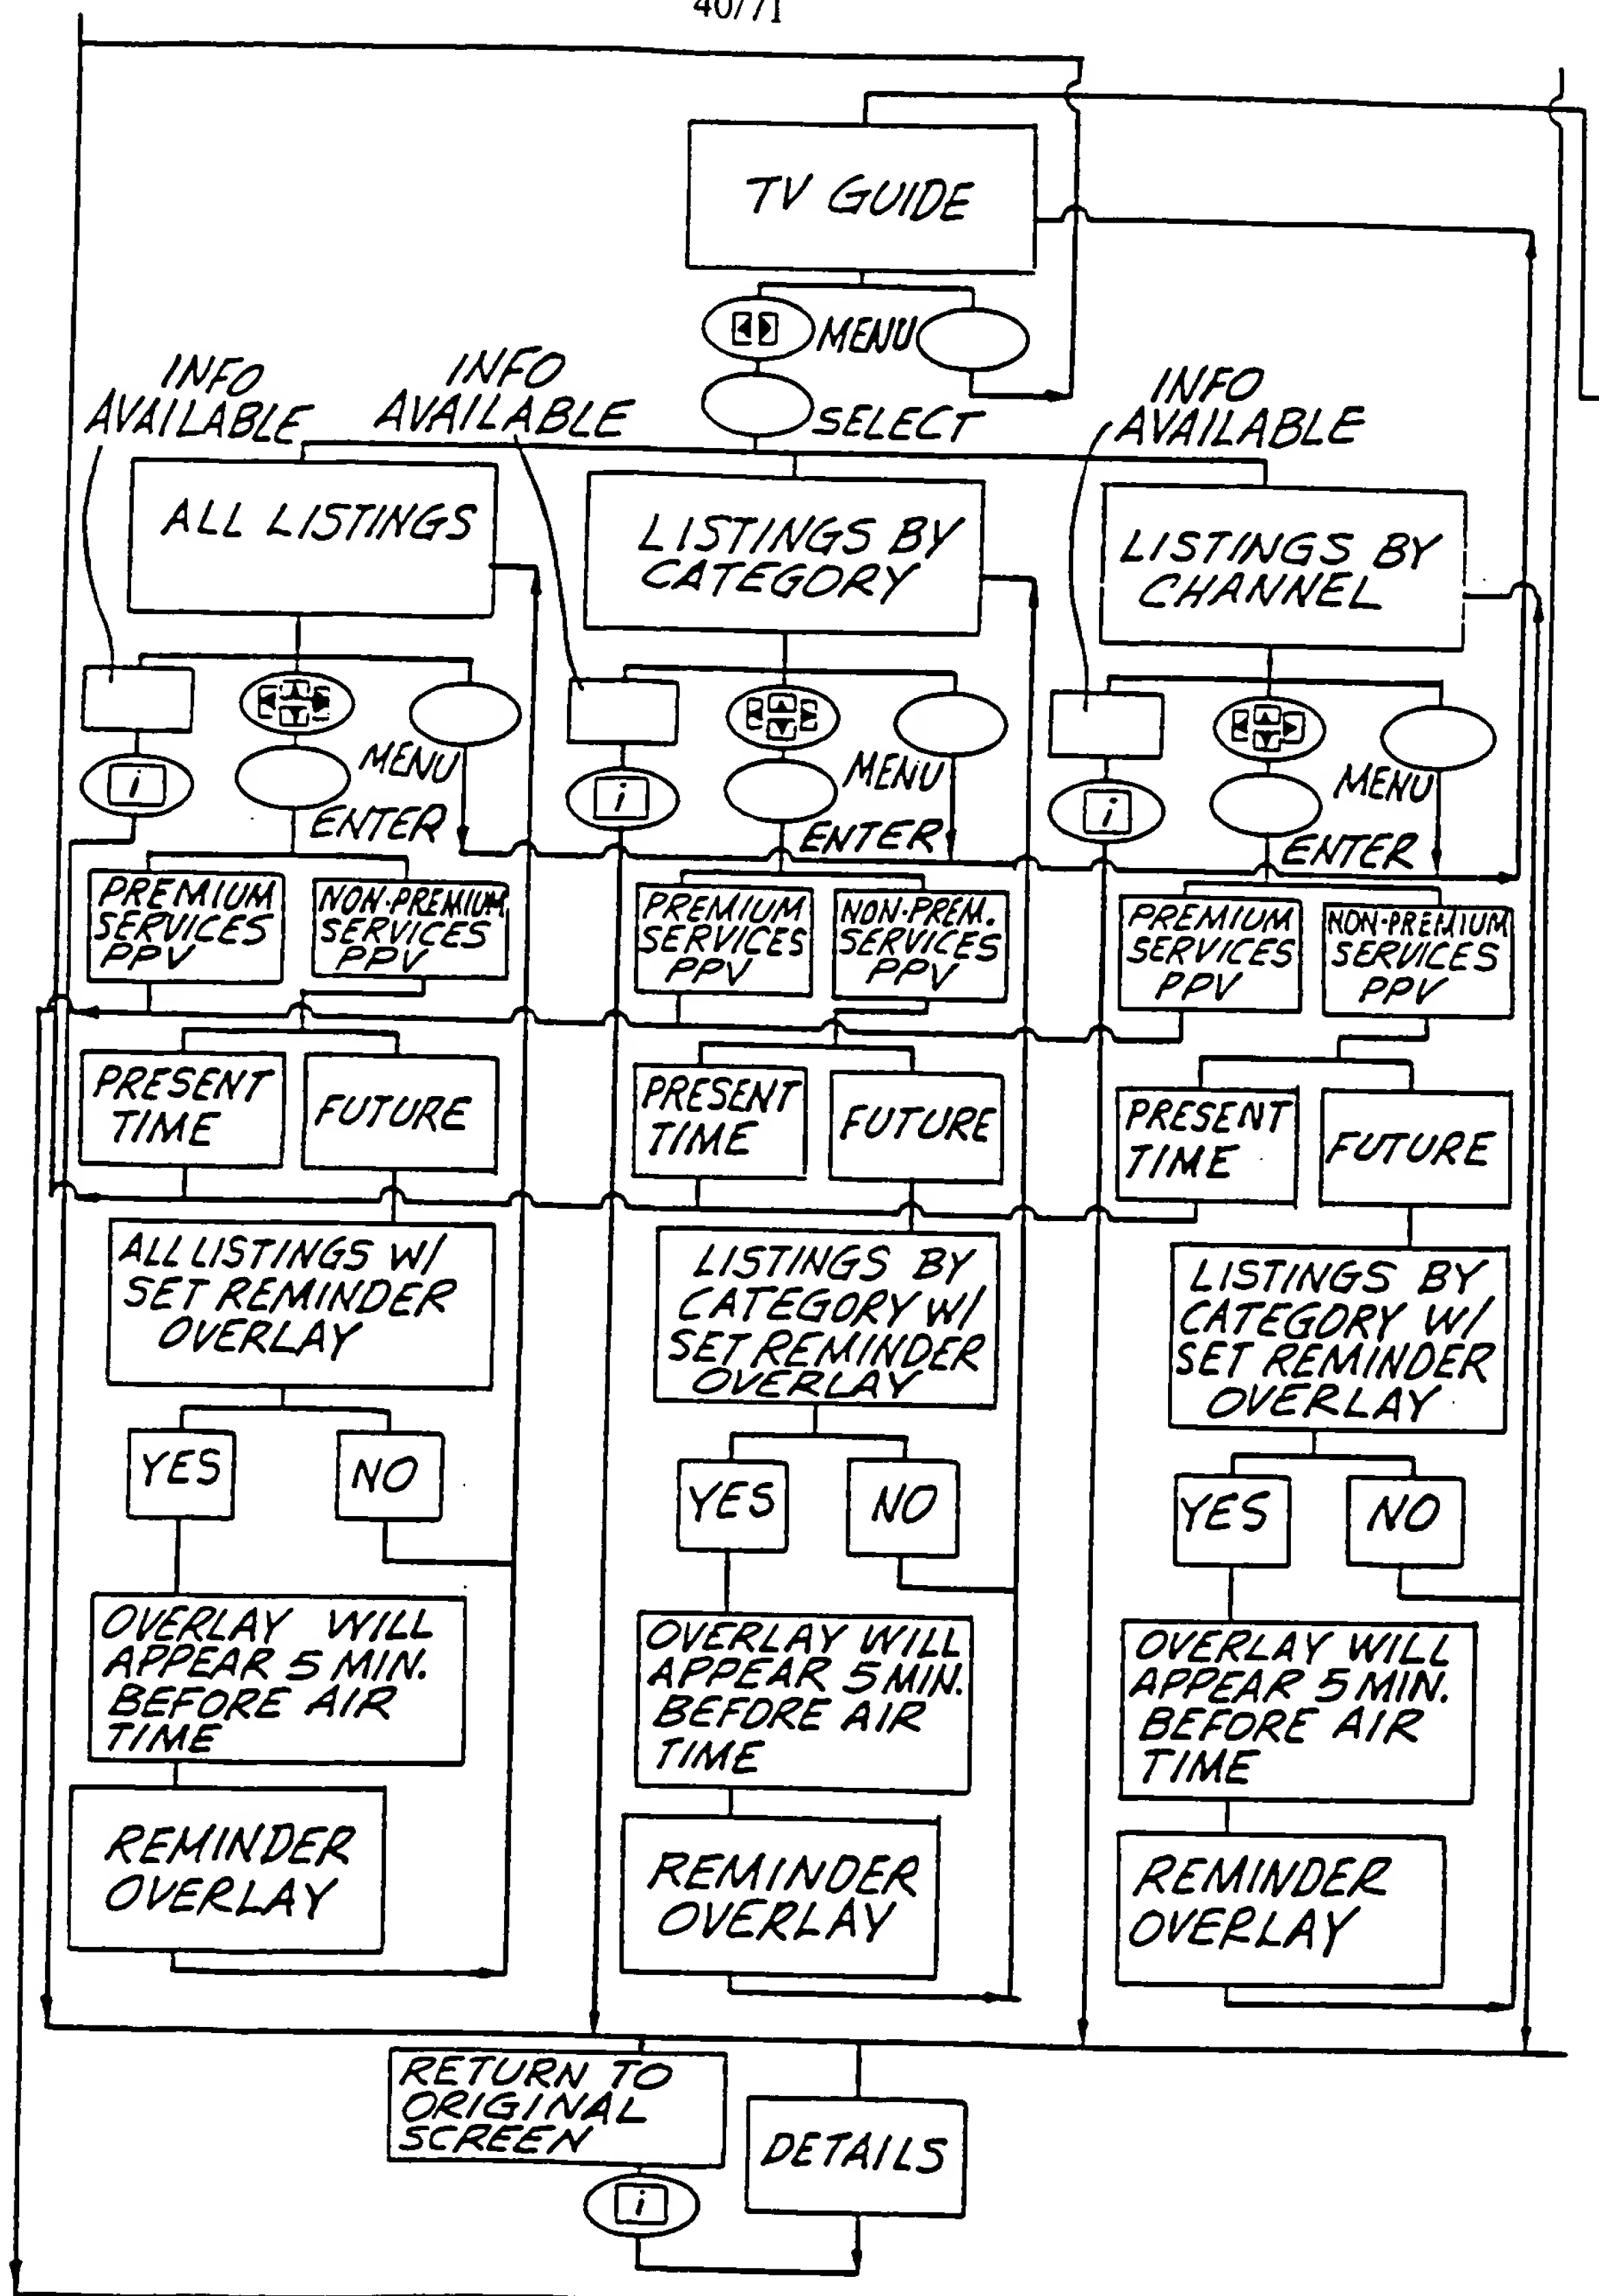 40/71
TV GUIDE
MENU
SELECT
INFO
AVAILABLE
INFO
AVAILABLE
INFO
AVAILABLE
ALL LISTINGS
LISTINGS BY
CATEGORY
LISTINGS BY
CHANNEL
i
MENU
ENTER
i
MENU
ENTER
i
MENU
ENTER
PREMIUM
SERVICES
PPV
NON-PREMIUM
SERVICES
PPV
PREMIUM
SERVICES
PPV
NON-PREM.
SERVICES
PPV
PREMIUM
SERVICES
PPV
NON-PREMIUM
SERVICES
PPV
PRESENT
TIME
FUTURE
PRESENT
TIME
FUTURE
PRESENT
TIME
FUTURE
ALL LISTINGS W/
SET REMINDER
OVERLAY
LISTINGS BY
CATEGORY W/
SET REMINDER
OVERLAY
LISTINGS BY
CATEGORY W/
SET REMINDER
OVERLAY
YES
NO
YES
NO
YES
NO
OVERLAY WILL
APPEAR 5 MIN.
BEFORE AIR
TIME
OVERLAY WILL
APPEAR 5 MIN.
BEFORE AIR
TIME
OVERLAY WILL
APPEAR 5 MIN.
BEFORE AIR
TIME
REMINDER
OVERLAY
REMINDER
OVERLAY
REMINDER
OVERLAY
RETURN TO
ORIGINAL
SCREEN
i
DETAILS